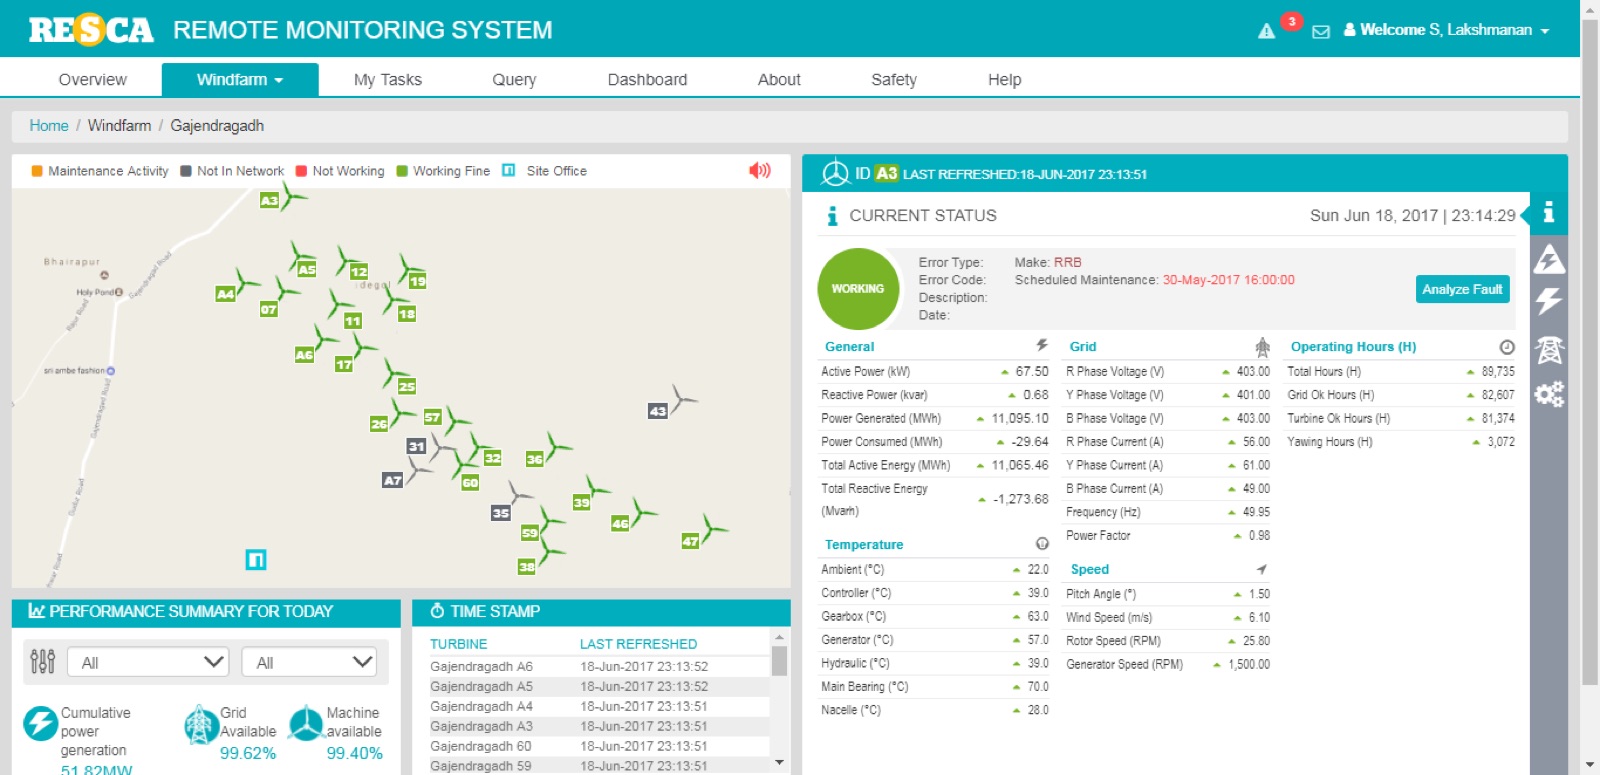 RESCA REMOTE MONITORING SYSTEM
3
Welcome S, Lakshmanan
Overview Windfarm My Tasks Query Dashboard About Safety Help
Home / Windfarm / Gajendragadh
Maintenance Activity Not In Network Not Working Working Fine Site Office
A3
Bhairapur
Holy Pond
Gajendragad Road
A5
12
19
A4
07
idegol
18
11
A6
17
sri ambe fashion
25
Gajendragad Road
26
57
43
31
32
36
A7
60
35
39
46
59
47
38
ID A3 LAST REFRESHED:18-JUN-2017 23:13:51
CURRENT STATUS Sun Jun 18, 2017 | 23:14:29
WORKING
Error Type: Make: RRB
Error Code: Scheduled Maintenance: 30-May-2017 16:00:00
Description:
Date:
Analyze Fault
General
Active Power (kW) 67.50
Reactive Power (kvar) 0.68
Power Generated (MWh) 11,095.10
Power Consumed (MWh) -29.64
Total Active Energy (MWh) 11,065.46
Total Reactive Energy
(Mvarh) -1,273.68
Temperature
Ambient (°C) 22.0
Controller (°C) 39.0
Gearbox (°C) 63.0
Generator (°C) 57.0
Hydraulic (°C) 39.0
Main Bearing (°C) 70.0
Nacelle (°C) 28.0
Grid
R Phase Voltage (V) 403.00
Y Phase Voltage (V) 401.00
B Phase Voltage (V) 403.00
R Phase Current (A) 56.00
Y Phase Current (A) 61.00
B Phase Current (A) 49.00
Frequency (Hz) 49.95
Power Factor 0.98
Speed
Pitch Angle (°) 1.50
Wind Speed (m/s) 6.10
Rotor Speed (RPM) 25.80
Generator Speed (RPM) 1,500.00
Operating Hours (H)
Total Hours (H) 89,735
Grid Ok Hours (H) 82,607
Turbine Ok Hours (H) 81,374
Yawing Hours (H) 3,072
PERFORMANCE SUMMARY FOR TODAY
All All
Cumulative
power
generation
51.82MW
Grid
Available
99.62%
Machine
available
99.40%
TIME STAMP
TURBINE LAST REFRESHED
Gajendragadh A6 18-Jun-2017 23:13:52
Gajendragadh A5 18-Jun-2017 23:13:52
Gajendragadh A4 18-Jun-2017 23:13:51
Gajendragadh A3 18-Jun-2017 23:13:51
Gajendragadh 60 18-Jun-2017 23:13:51
Gajendragadh 59 18-Jun-2017 23:13:51